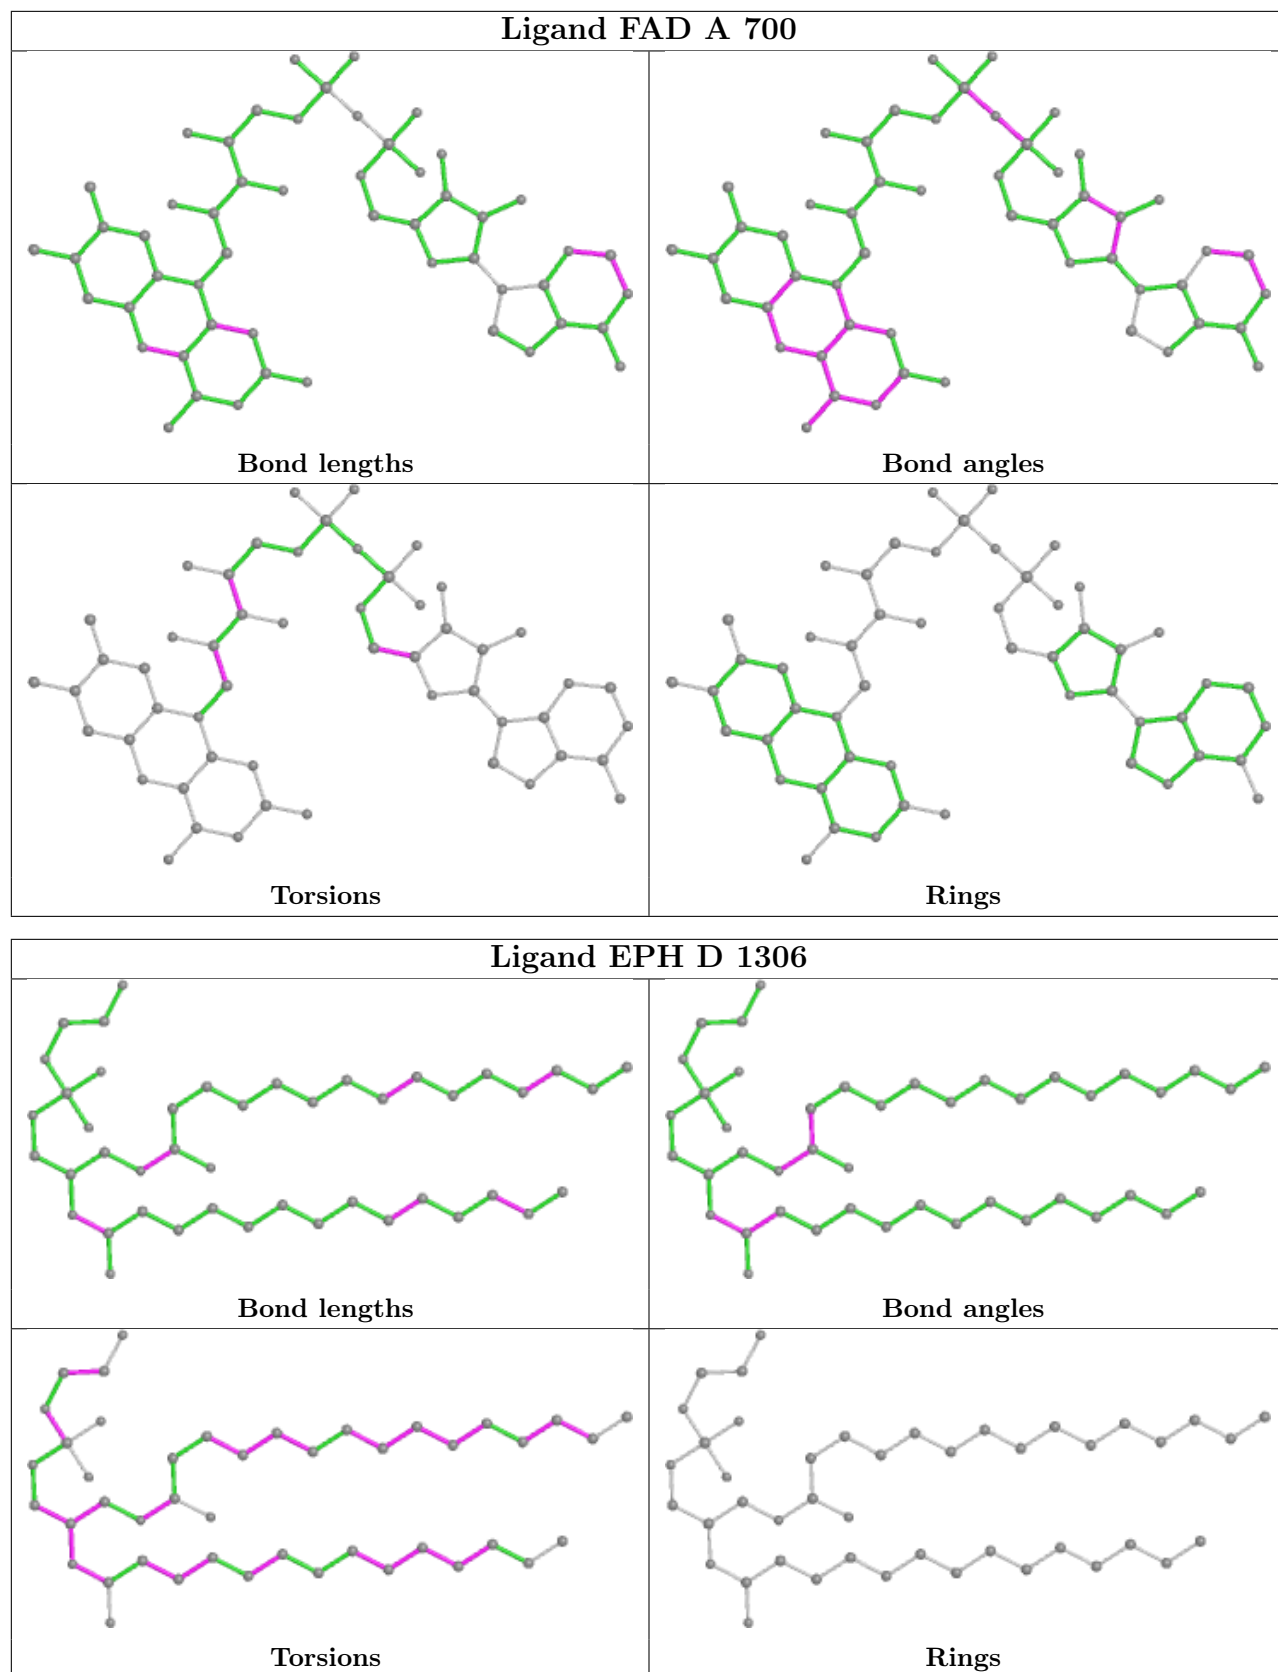 Ligand FAD A 700
Bond lengths
Bond angles
Torsions
Rings
Ligand EPH D 1306
Bond lengths
Bond angles
Torsions
Rings